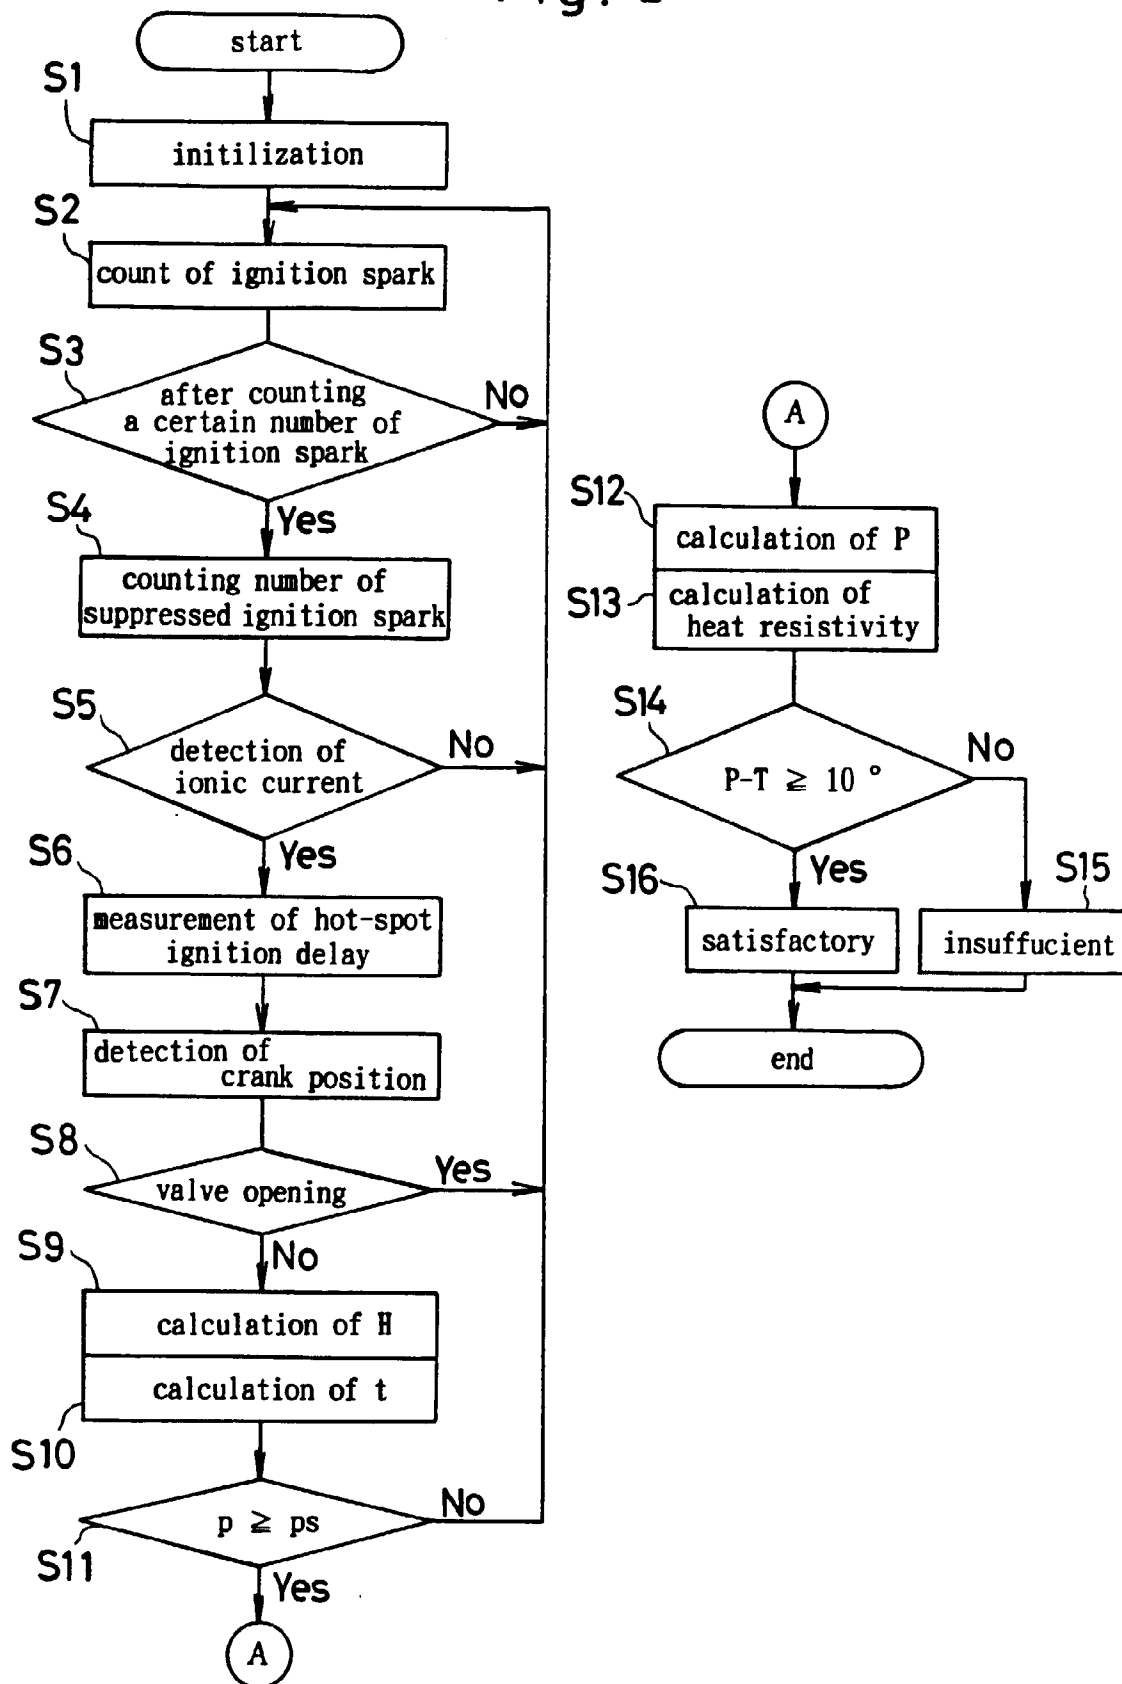 start
S1
initilization
S2
count of ignition spark
S3
after counting
a certain number of
ignition spark
No
Yes
S4
counting number of
suppressed ignition spark
S5
detection of
ionic current
No
Yes
S6
measurement of hot-spot
ignition delay
S7
detection of
crank position
S8
valve opening
Yes
No
S9
calculation of H
calculation of t
S10
p ≧ ps
No
S11
Yes
A
A
S12
calculation of P
S13
calculation of
heat resistivity
S14
P-T ≧ 10 °
No
Yes
S16
satisfactory
S15
insuffucient
end